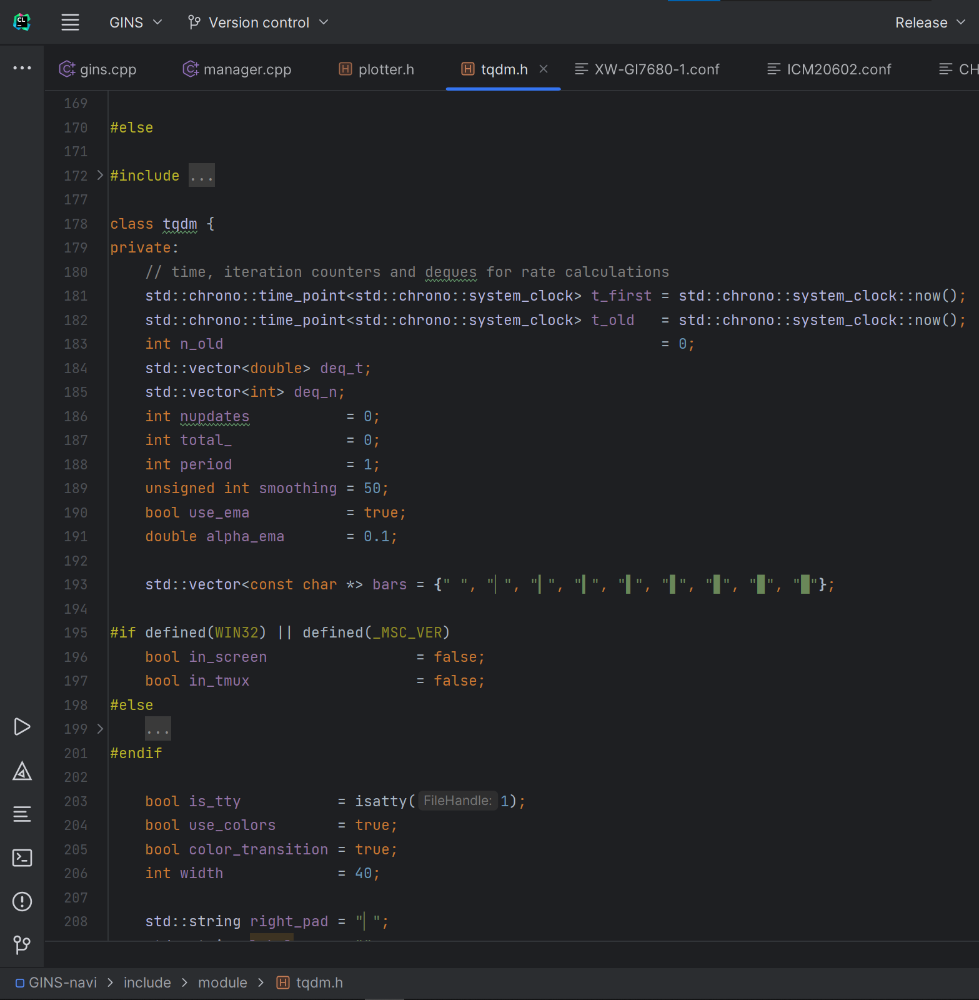 CL
GINS
Version control
Release
gins.cpp
manager.cpp
plotter.h
tqdm.h
XW-GI7680-1.conf
ICM20602.conf
CH
169
170 #else
171
172 #include ...
177
178 class tqdm {
179 private:
180 // time, iteration counters and deques for rate calculations
181 std::chrono::time_point<std::chrono::system_clock> t_first = std::chrono::system_clock::now();
182 std::chrono::time_point<std::chrono::system_clock> t_old   = std::chrono::system_clock::now();
183 int n_old = 0;
184 std::vector<double> deq_t;
185 std::vector<int> deq_n;
186 int nupdates = 0;
187 int total_ = 0;
188 int period = 1;
189 unsigned int smoothing = 50;
190 bool use_ema = true;
191 double alpha_ema = 0.1;
192
193 std::vector<const char *> bars = {" ", "▏", "▎", "▍", "▌", "▋", "▊", "▉", "█"};
194
195 #if defined(WIN32) || defined(_MSC_VER)
196 bool in_screen = false;
197 bool in_tmux = false;
198 #else
199 ...
201 #endif
202
203 bool is_tty = isatty( FileHandle: 1);
204 bool use_colors = true;
205 bool color_transition = true;
206 int width = 40;
207
208 std::string right_pad = "▏";
GINS-navi > include > module > tqdm.h